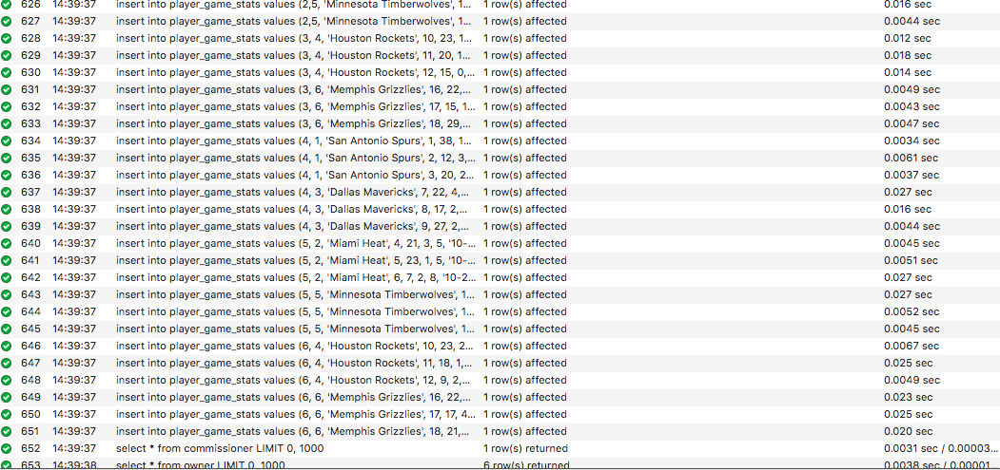 626 14:39:37 insert into player_game_stats values (2,5, 'Minnesota Timberwolves', 1... 1 row(s) affected 0.016 sec
627 14:39:37 insert into player_game_stats values (2,5, 'Minnesota Timberwolves', 1... 1 row(s) affected 0.0044 sec
628 14:39:37 insert into player_game_stats values (3, 4, 'Houston Rockets', 10, 23, 1... 1 row(s) affected 0.012 sec
629 14:39:37 insert into player_game_stats values (3, 4, 'Houston Rockets', 11, 20, 1... 1 row(s) affected 0.018 sec
630 14:39:37 insert into player_game_stats values (3, 4, 'Houston Rockets', 12, 15, 0,... 1 row(s) affected 0.014 sec
631 14:39:37 insert into player_game_stats values (3, 6, 'Memphis Grizzlies', 16, 22,... 1 row(s) affected 0.0049 sec
632 14:39:37 insert into player_game_stats values (3, 6, 'Memphis Grizzlies', 17, 15, 1... 1 row(s) affected 0.0043 sec
633 14:39:37 insert into player_game_stats values (3, 6, 'Memphis Grizzlies', 18, 29,... 1 row(s) affected 0.0047 sec
634 14:39:37 insert into player_game_stats values (4, 1, 'San Antonio Spurs', 1, 38, 1... 1 row(s) affected 0.0034 sec
635 14:39:37 insert into player_game_stats values (4, 1, 'San Antonio Spurs', 2, 12, 3,... 1 row(s) affected 0.0061 sec
636 14:39:37 insert into player_game_stats values (4, 1, 'San Antonio Spurs', 3, 20, 2... 1 row(s) affected 0.0037 sec
637 14:39:37 insert into player_game_stats values (4, 3, 'Dallas Mavericks', 7, 22, 4,... 1 row(s) affected 0.027 sec
638 14:39:37 insert into player_game_stats values (4, 3, 'Dallas Mavericks', 8, 17, 2,... 1 row(s) affected 0.016 sec
639 14:39:37 insert into player_game_stats values (4, 3, 'Dallas Mavericks', 9, 27, 2,... 1 row(s) affected 0.0044 sec
640 14:39:37 insert into player_game_stats values (5, 2, 'Miami Heat', 4, 21, 3, 5, '10-... 1 row(s) affected 0.0045 sec
641 14:39:37 insert into player_game_stats values (5, 2, 'Miami Heat', 5, 23, 1, 5, '10-... 1 row(s) affected 0.0051 sec
642 14:39:37 insert into player_game_stats values (5, 2, 'Miami Heat', 6, 7, 2, 8, '10-2... 1 row(s) affected 0.027 sec
643 14:39:37 insert into player_game_stats values (5, 5, 'Minnesota Timberwolves', 1... 1 row(s) affected 0.027 sec
644 14:39:37 insert into player_game_stats values (5, 5, 'Minnesota Timberwolves', 1... 1 row(s) affected 0.0052 sec
645 14:39:37 insert into player_game_stats values (5, 5, 'Minnesota Timberwolves', 1... 1 row(s) affected 0.0045 sec
646 14:39:37 insert into player_game_stats values (6, 4, 'Houston Rockets', 10, 23, 2... 1 row(s) affected 0.0067 sec
647 14:39:37 insert into player_game_stats values (6, 4, 'Houston Rockets', 11, 18, 1,... 1 row(s) affected 0.025 sec
648 14:39:37 insert into player_game_stats values (6, 4, 'Houston Rockets', 12, 9, 2,... 1 row(s) affected 0.0049 sec
649 14:39:37 insert into player_game_stats values (6, 6, 'Memphis Grizzlies', 16, 22,... 1 row(s) affected 0.023 sec
650 14:39:37 insert into player_game_stats values (6, 6, 'Memphis Grizzlies', 17, 17, 4... 1 row(s) affected 0.025 sec
651 14:39:37 insert into player_game_stats values (6, 6, 'Memphis Grizzlies', 18, 21,... 1 row(s) affected 0.020 sec
652 14:39:37 select * from commissioner LIMIT 0, 1000 1 row(s) returned 0.0031 sec / 0.00003...
653 14:39:38 select * from owner LIMIT 0, 1000 6 row(s) returned 0.0038 sec / 0.00001...